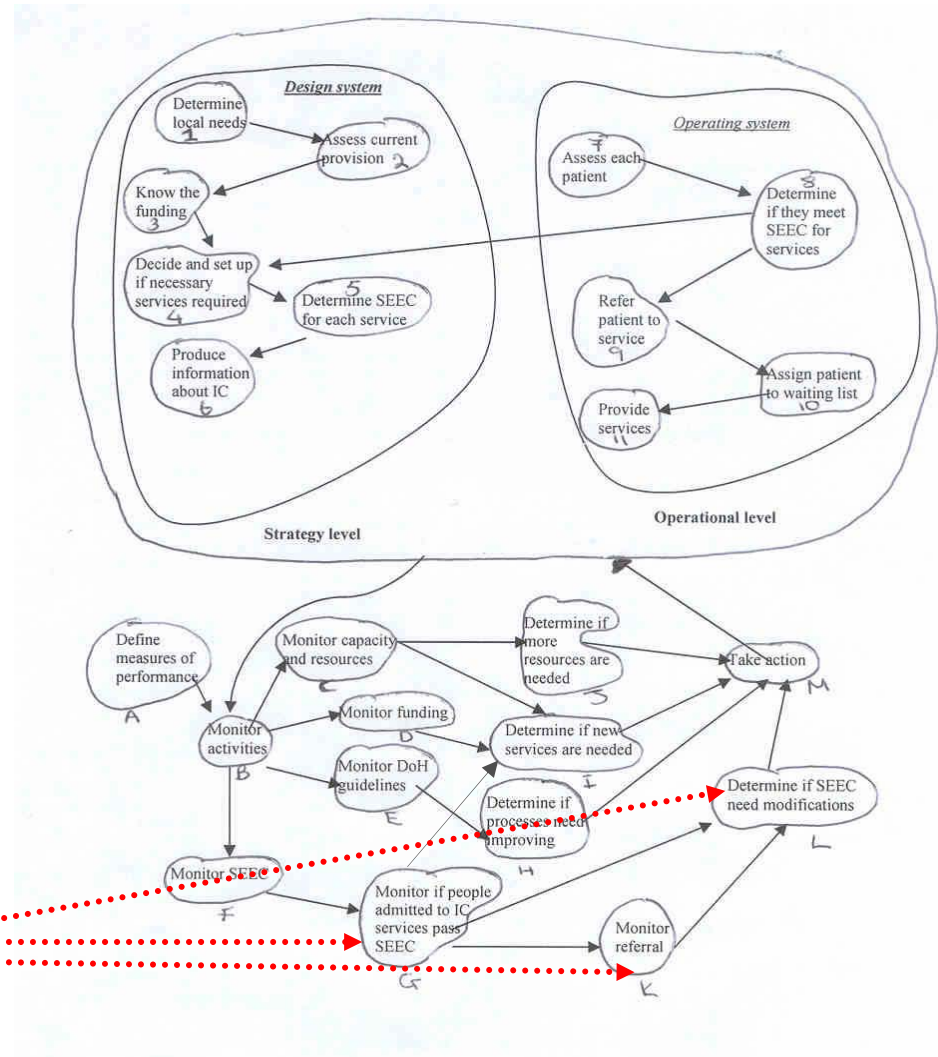 Design system
Determine
local needs
1
Assess current
provision 2
Know the
funding
3
Decide and set up
if necessary
services required
4
5
Determine SEEC
for each service
Produce
information
about IC
6
Strategy level
Operating system
7
Assess each
patient
8
Determine
if they meet
SEEC for
services
Refer
patient to
service
9
Assign patient
to waiting list
10
Provide
services
11
Operational level
Define
measures of
performance
A
Monitor
activities
B
Monitor capacity
and resources
C
Monitor funding
D
Monitor DoH
guidelines
E
Monitor SEEC
F
Monitor if people
admitted to IC
services pass
SEEC
G
Determine if
processes need
improving
H
Determine if new
services are needed
I
Determine if
more
resources are
needed
J
Monitor
referral
K
Determine if SEEC
need modifications
L
Take action
M